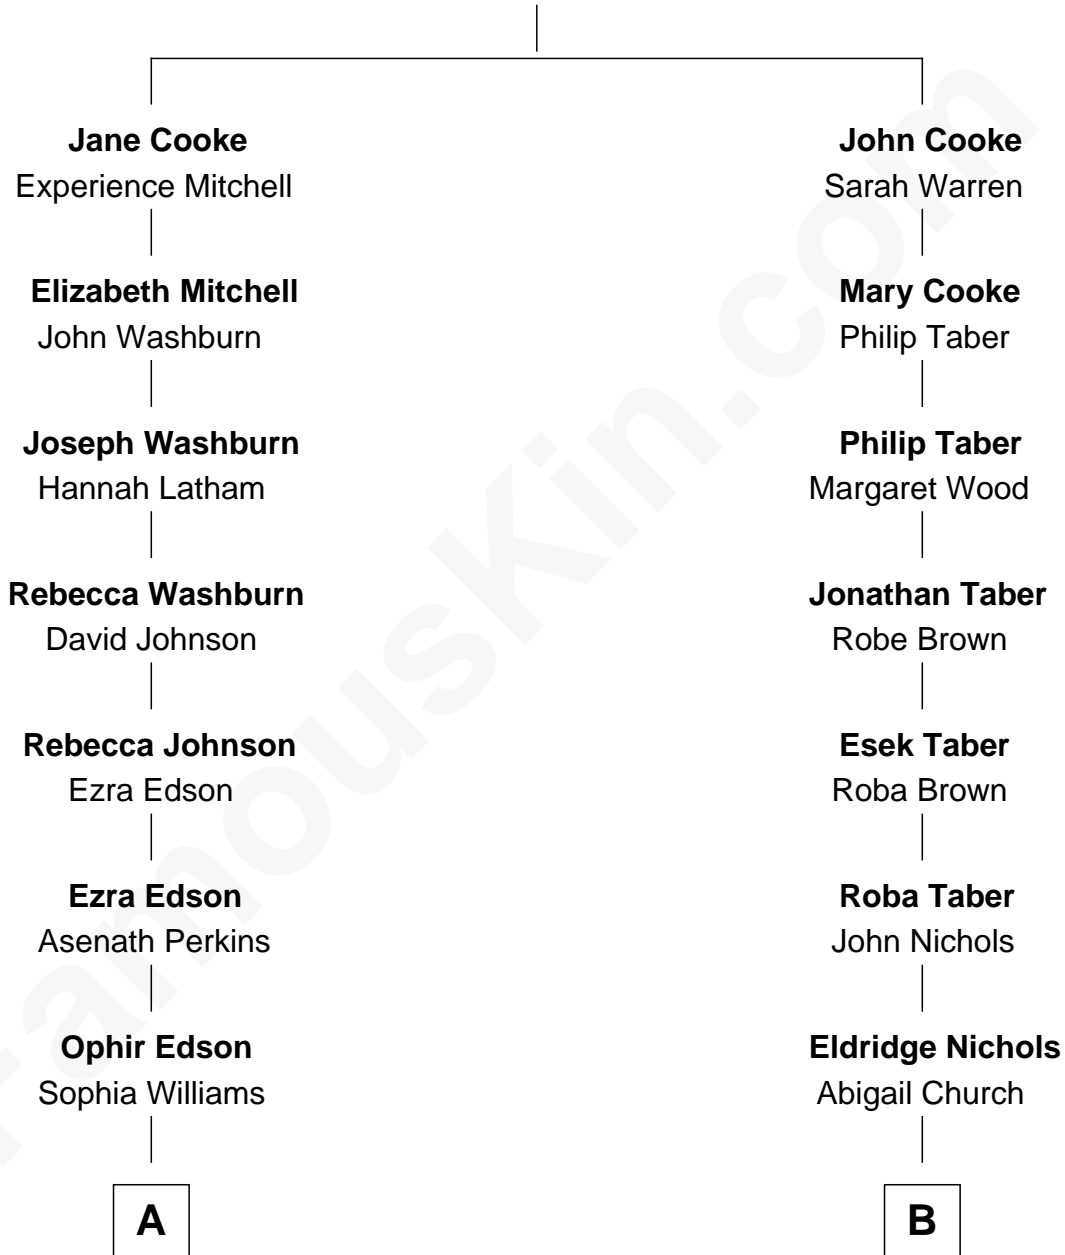 Jane Cooke
Experience Mitchell
Elizabeth Mitchell
John Washburn
Joseph Washburn
Hannah Latham
Rebecca Washburn
David Johnson
Rebecca Johnson
Ezra Edson
Ezra Edson
Asenath Perkins
Ophir Edson
Sophia Williams
A
John Cooke
Sarah Warren
Mary Cooke
Philip Taber
Philip Taber
Margaret Wood
Jonathan Taber
Robe Brown
Esek Taber
Roba Brown
Roba Taber
John Nichols
Eldridge Nichols
Abigail Church
B
FamousKin.com